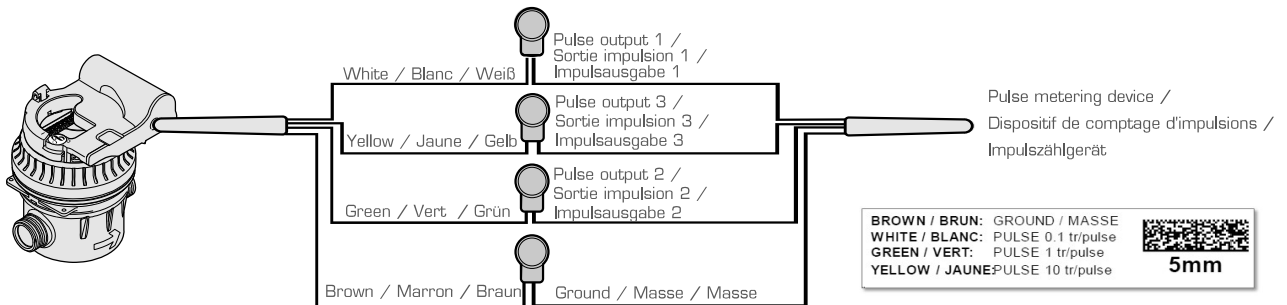 Pulse output 1 /
Sortie impulsion 1 /
Impulsausgabe 1
White / Blanc / Weiß
Pulse output 3 /
Sortie impulsion 3 /
Impulsausgabe 3
Yellow / Jaune / Gelb
Pulse output 2 /
Sortie impulsion 2 /
Impulsausgabe 2
Green / Vert / Grün
Brown / Marron / Braun
Ground / Masse / Masse
Pulse metering device /
Dispositif de comptage d'impulsions /
Impulszählgerät
BROWN / BRUN: GROUND / MASSE
WHITE / BLANC: PULSE 0.1 tr/pulse
GREEN / VERT: PULSE 1 tr/pulse
YELLOW / JAUNE: PULSE 10 tr/pulse
5mm